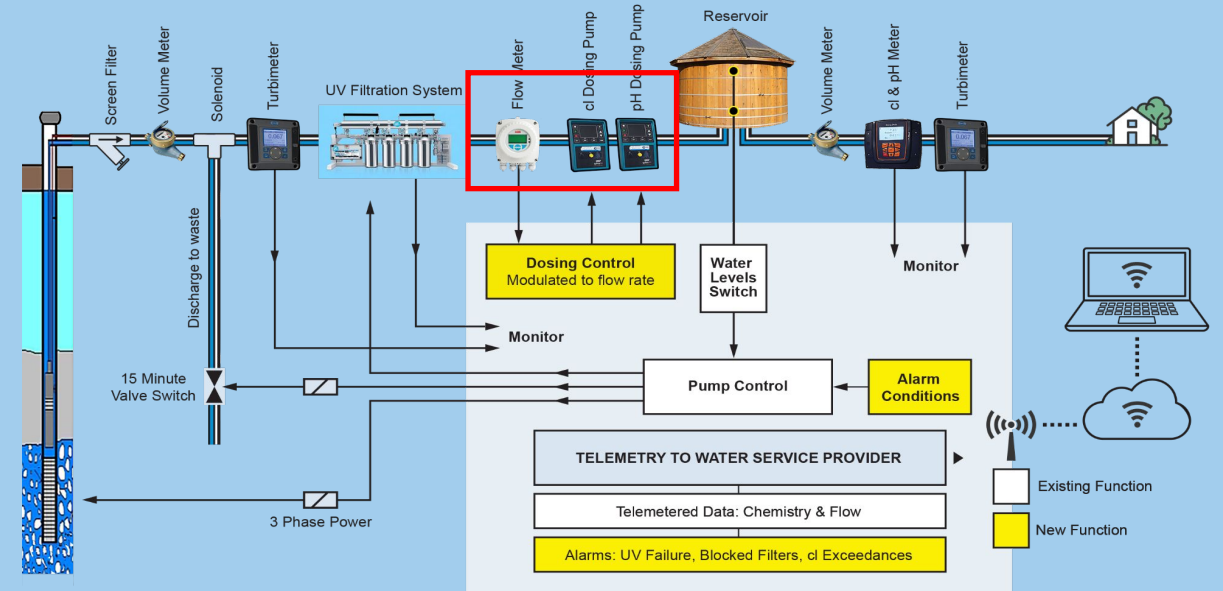 Reservoir
Screen Filter
Volume Meter
Solenoid
Turbimeter
UV Filtration System
Flow Meter
cl Dosing Pump
pH Dosing Pump
Volume Meter
cl & pH Meter
Turbimeter
Discharge to waste
Dosing Control
Modulated to flow rate
Water
Levels
Switch
Monitor
Monitor
15 Minute
Valve Switch
Pump Control
Alarm
Conditions
TELEMETRY TO WATER SERVICE PROVIDER
Telemetered Data: Chemistry & Flow
Alarms: UV Failure, Blocked Filters, cl Exceedances
3 Phase Power
Existing Function
New Function